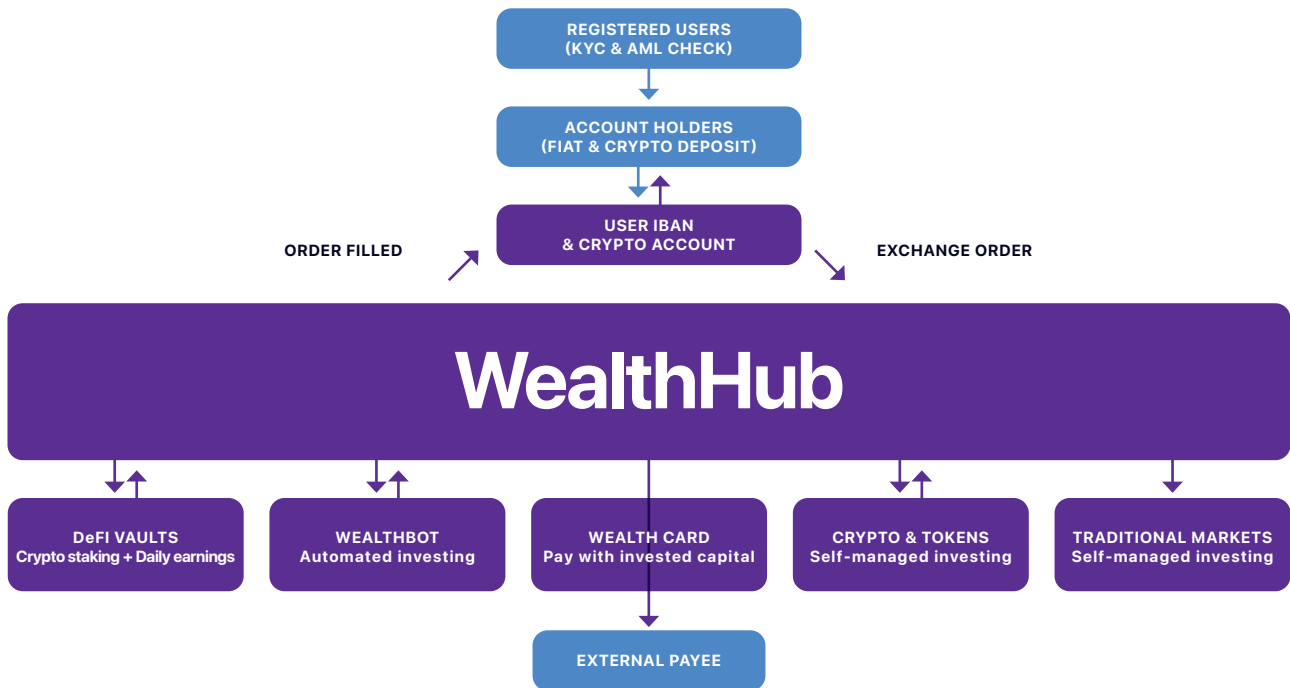 REGISTERED USERS
(KYC & AML CHECK)
ACCOUNT HOLDERS
(FIAT & CRYPTO DEPOSIT)
USER IBAN
& CRYPTO ACCOUNT
ORDER FILLED
EXCHANGE ORDER
WealthHub
DeFI VAULTS
Crypto staking + Daily earnings
WEALTHBOT
Automated investing
WEALTH CARD
Pay with invested capital
CRYPTO & TOKENS
Self-managed investing
TRADITIONAL MARKETS
Self-managed investing
EXTERNAL PAYEE